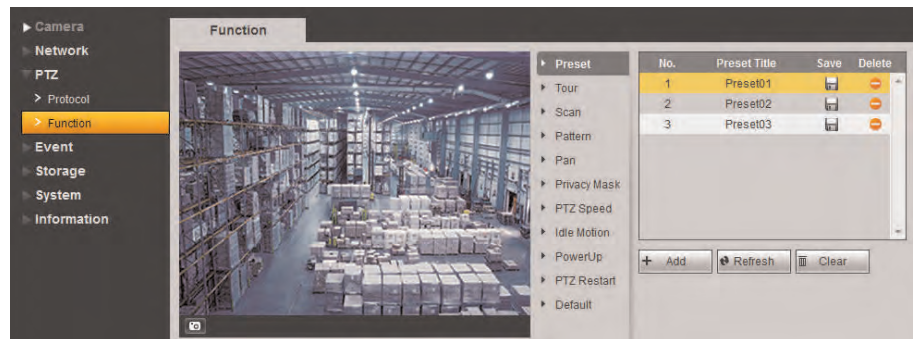 Camera
Network
PTZ
Protocol
Function
Event
Storage
System
Information
Function
Preset
Tour
Scan
Pattern
Pan
Privacy Mask
PTZ Speed
Idle Motion
PowerUp
PTZ Restart
Default
No. Preset Title Save Delete
1 Preset01
2 Preset02
3 Preset03
Add Refresh Clear